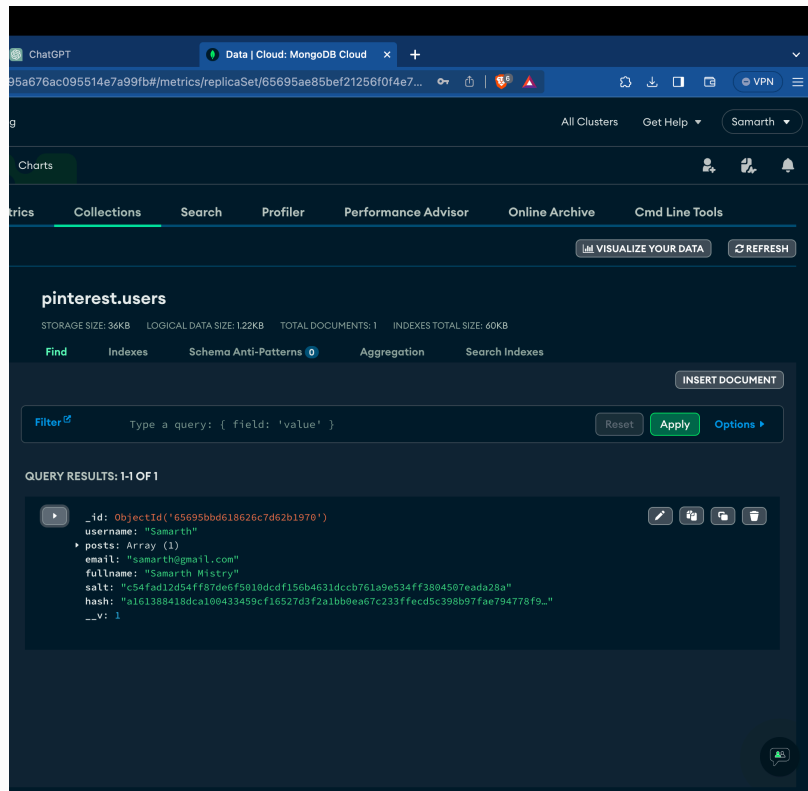 ChatGPT
Data | Cloud: MongoDB Cloud
95a676ac095514e7a99fb#/metrics/replicaSet/65695ae85bef21256f0f4e7...
6
VPN
g
All Clusters Get Help Samarth
Charts
trics Collections Search Profiler Performance Advisor Online Archive Cmd Line Tools
VISUALIZE YOUR DATA REFRESH
pinterest.users
STORAGE SIZE: 36KB LOGICAL DATA SIZE: 1.22KB TOTAL DOCUMENTS: 1 INDEXES TOTAL SIZE: 60KB
Find Indexes Schema Anti-Patterns 0 Aggregation Search Indexes
INSERT DOCUMENT
Filter Type a query: { field: 'value' } Reset Apply Options
QUERY RESULTS: 1-1 OF 1
_id: ObjectId('65695bbd618626c7d62b1970')
username: "Samarth"
posts: Array (1)
email: "samarth@gmail.com"
fullname: "Samarth Mistry"
salt: "c54fad12d54ff87de6f5010dcdf156b4631dccb761a9e534ff3804507eada28a"
hash: "a161388418dca100433459cf16527d3f2a1bb0ea67c233ffecd5c398b97fae794778f9…"
__v: 1